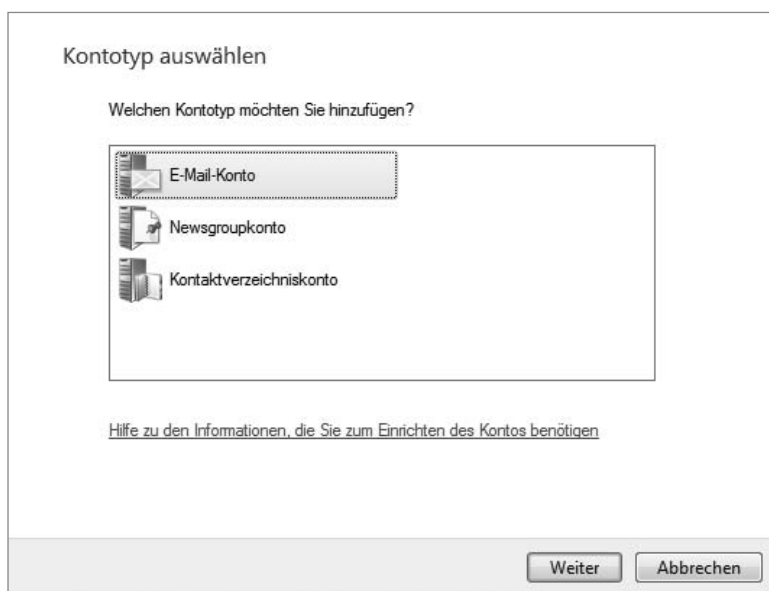 Kontotyp auswählen
Welchen Kontotyp möchten Sie hinzufügen?
E-Mail-Konto
Newsgroupkonto
Kontaktverzeichniskonto
Hilfe zu den Informationen, die Sie zum Einrichten des Kontos benötigen
Weiter Abbrechen